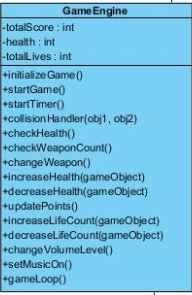 GameEngine
-totalScore : int
-health : int
-totalLives : int
+initializeGame()
+startGame()
+startTimer()
+collisionHandler(obj1, obj2)
+checkHealth()
+checkWeaponCount()
+changeWeapon()
+increaseHealth(gameObject)
+decreaseHealth(gameObject)
+updatePoints()
+increaseLifeCount(gameObject)
+decreaseLifeCount(gameObject)
+changeVolumeLevel()
+setMusicOn()
+gameLoop()